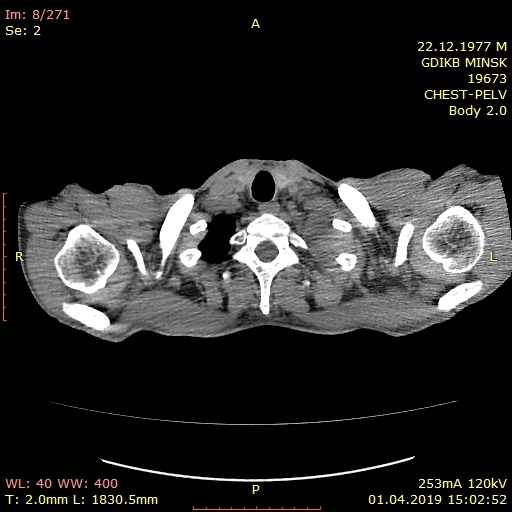 Im: 8/271
Se: 2
A
22.12.1977 M
GDIKB MINSK
19673
CHEST-PELV
Body 2.0
R
L
WL: 40 WW: 400
T: 2.0mm L: 1830.5mm
P
253mA 120kV
01.04.2019 15:02:52